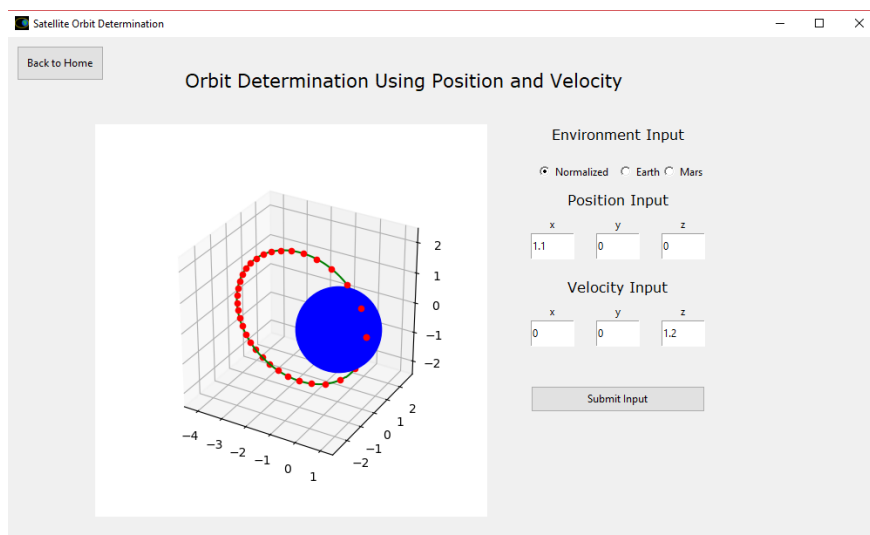 Satellite Orbit Determination
Back to Home
Orbit Determination Using Position and Velocity
Environment Input
Normalized Earth Mars
Position Input
x y z
1.1 0 0
Velocity Input
x y z
0 0 1.2
Submit Input
2
1
0
−1
−2
−4 −3 −2 −1 0 1
−2 −1 0 1 2